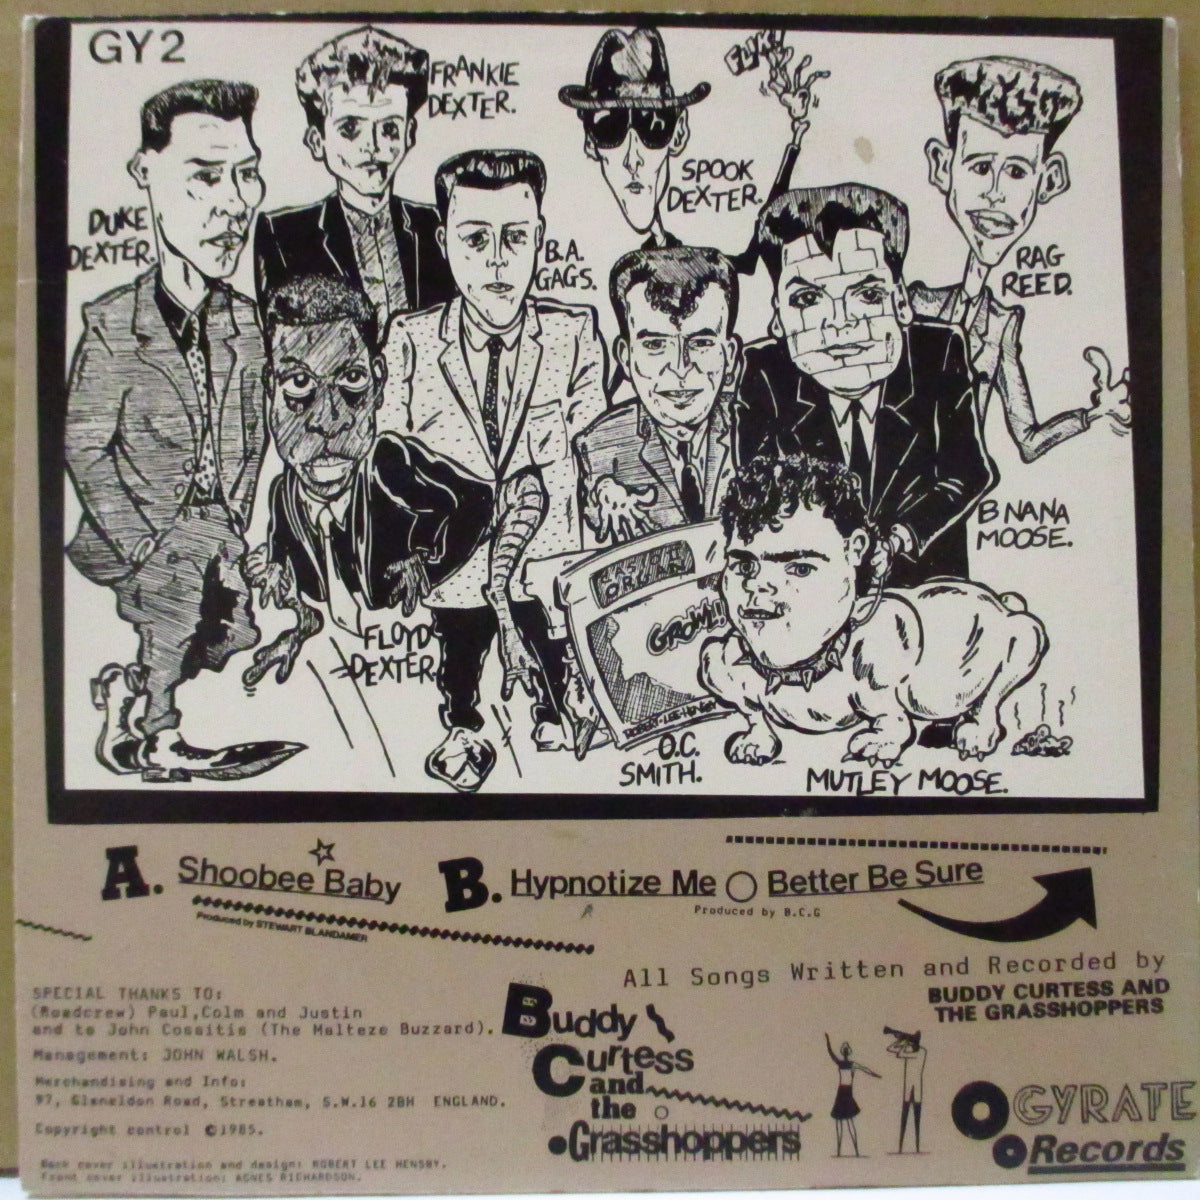 GY2
FRANKIE
DEXTER.
DUKE
DEXTER.
B.A.
GAGS.
SPOOK
DEXTER.
RAG
REED.
B NANA
MOOSE.
FLOYD
DEXTER.
GROWL!
ROBERT·LEE·HENSBY
O.C.
SMITH.
MUTLEY MOOSE.
A. Shoobee Baby
Produced by STEWART BLANDAMER
B. Hypnotize Me Better Be Sure
Produced by B.C.G
All Songs Written and Recorded by
BUDDY CURTESS AND
THE GRASSHOPPERS
SPECIAL THANKS TO:
(Roadcrew) Paul,Colm and Justin
and to John Cossitis (The Malteze Buzzard).
Management: JOHN WALSH.
Merchandising and Info:
97, Gleneldon Road, Streatham, S.W.16 2BH ENGLAND.
Copyright control ©1985.
Back cover illustration and design: ROBERT LEE HENSBY.
Front cover illustration: AGNES RICHARDSON.
Buddy
Curtess
and
the
•Grasshoppers
GYRATE
Records